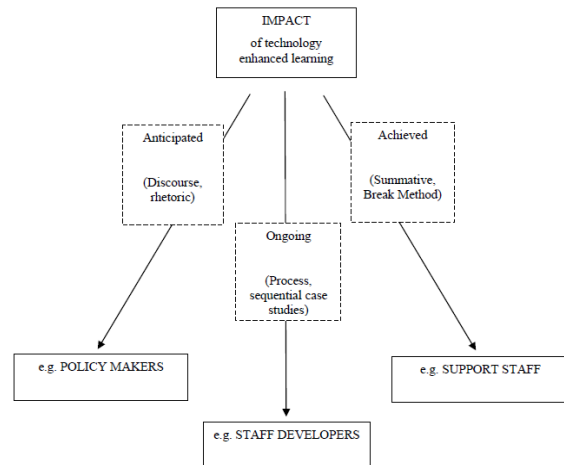 IMPACT
of technology
enhanced learning
Anticipated
(Discourse,
rhetoric)
Achieved
(Summative,
Break Method)
Ongoing
(Process,
sequential case
studies)
e.g. POLICY MAKERS
e.g. SUPPORT STAFF
e.g. STAFF DEVELOPERS